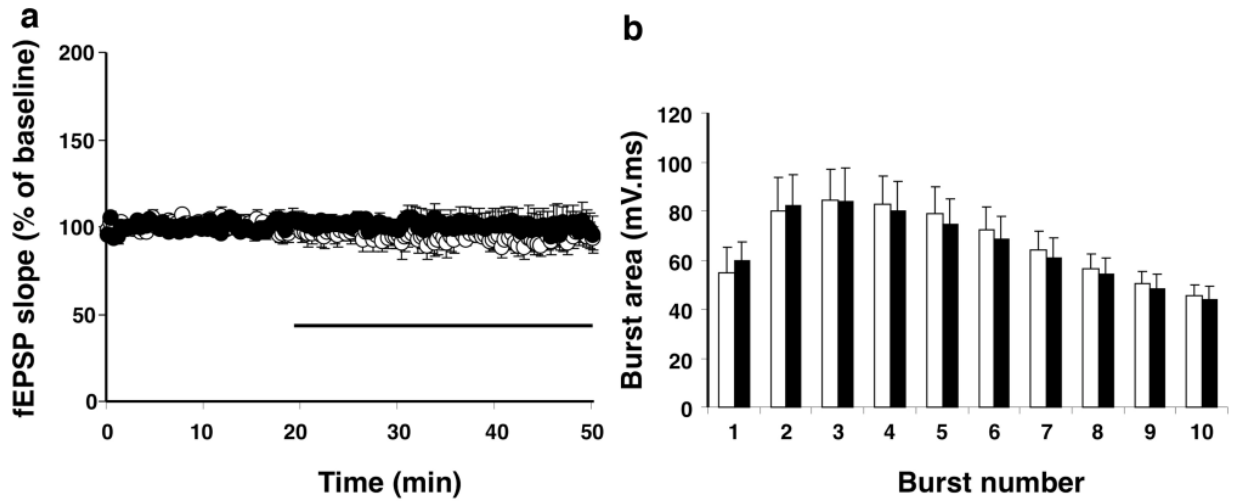 a
fEPSP slope (% of baseline)
200
150
100
50
0
0 10 20 30 40 50
Time (min)
b
Burst area (mV.ms)
120
100
80
60
40
20
0
1 2 3 4 5 6 7 8 9 10
Burst number